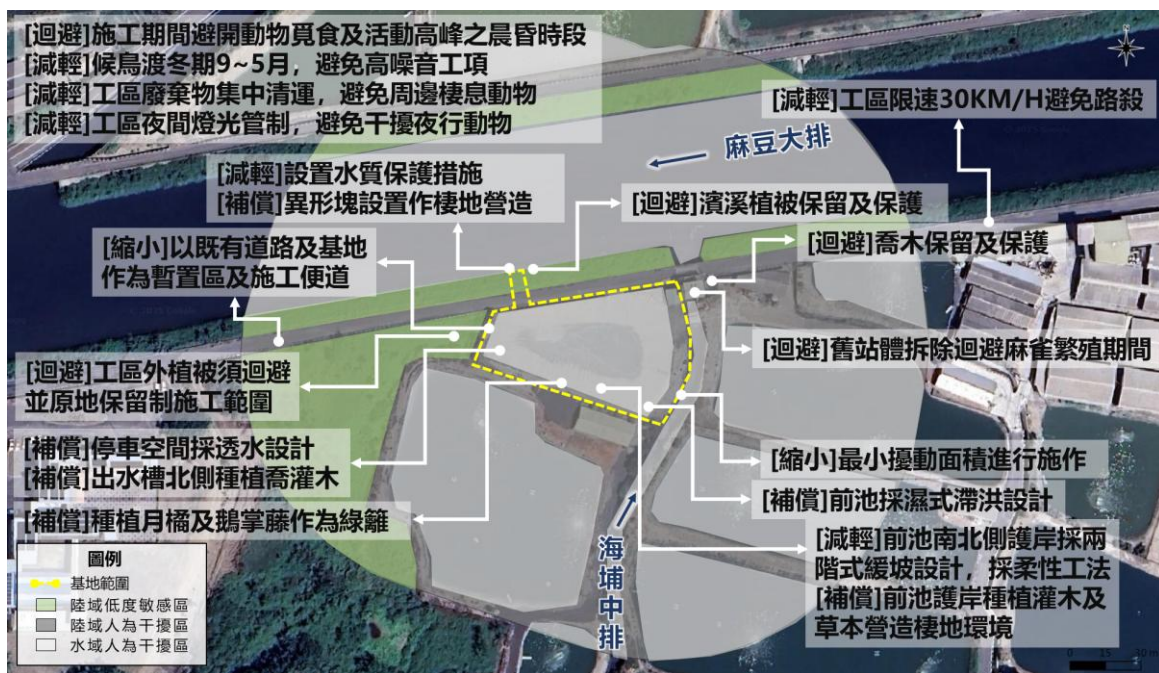 [迴避]施工期間避開動物覓食及活動高峰之晨昏時段
[減輕]候鳥渡冬期9~5月，避免高噪音工項
[減輕]工區廢棄物集中清運，避免周邊棲息動物
[減輕]工區夜間燈光管制，避免干擾夜行動物
[減輕]工區限速30KM/H避免路殺
麻豆大排
[減輕]設置水質保護措施
[補償]異形塊設置作棲地營造
[迴避]濱溪植被保留及保護
[縮小]以既有道路及基地
作為暫置區及施工便道
[迴避]喬木保留及保護
[迴避]舊站體拆除迴避麻雀繁殖期間
[迴避]工區外植被須迴避
並原地保留制施工範圍
[補償]停車空間採透水設計
[補償]出水槽北側種植喬灌木
[縮小]最小擾動面積進行施作
[補償]前池採濕式滯洪設計
[補償]種植月橘及鵝掌藤作為綠籬
海埔中排
[減輕]前池南北側護岸採兩
階式緩坡設計，採柔性工法
[補償]前池護岸種植灌木及
草本營造棲地環境
圖例
基地範圍
陸域低度敏感區
陸域人為干擾區
水域人為干擾區
0 15 30 m